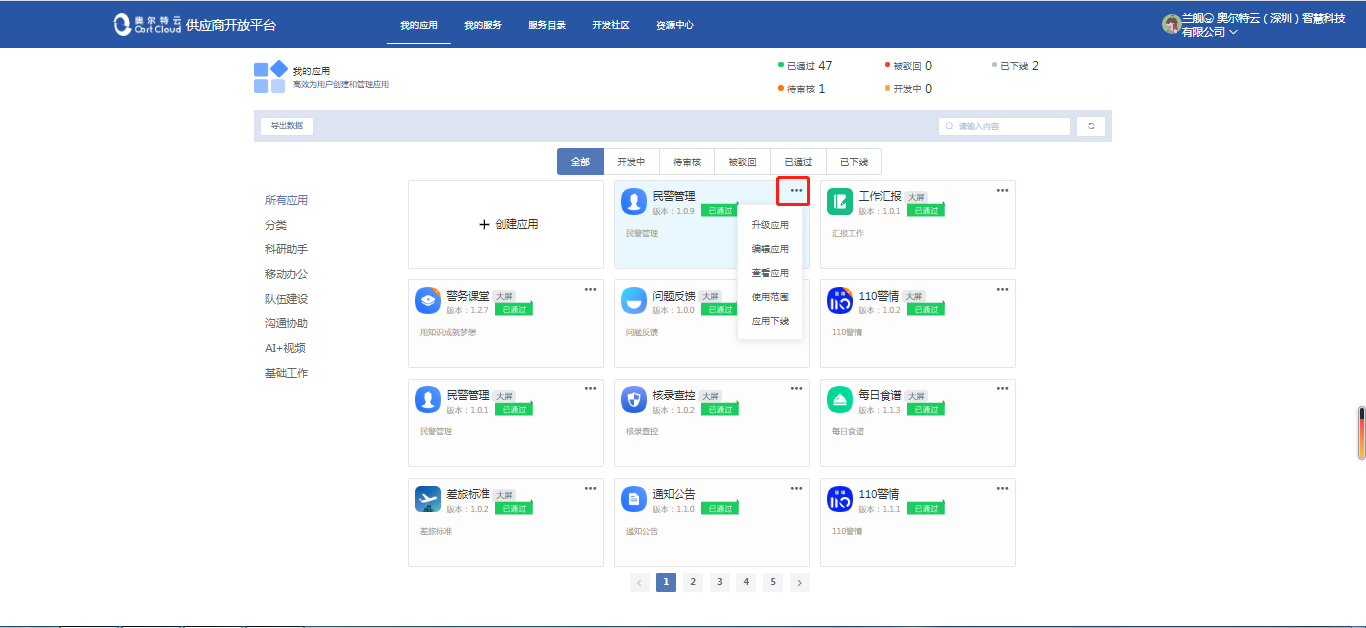 奥尔特云
Oort Cloud
供应商开放平台
我的应用 我的服务 服务目录 开发社区 资源中心
兰舰 奥尔特云（深圳）智慧科技
有限公司
我的应用
高效为用户创建和管理应用
已通过 47 被驳回 0 已下线 2
待审核 1 开发中 0
导出数据
请输入内容
全部 开发中 待审核 被驳回 已通过 已下线
所有应用
分类
科研助手
移动办公
队伍建设
沟通协助
AI+视频
基础工作
+ 创建应用
民警管理
版本：1.0.9 已通过
民警管理
升级应用
编辑应用
查看应用
使用范围
应用下线
工作汇报 大屏
版本：1.0.1 已通过
汇报工作
警务课堂 大屏
版本：1.2.7 已通过
用知识成就梦想
问题反馈 大屏
版本：1.0.0 已通过
问题反馈
110警情 大屏
版本：1.0.2 已通过
110警情
民警管理 大屏
版本：1.0.1 已通过
民警管理
核录查控 大屏
版本：1.0.2 已通过
核录查控
每日食谱 大屏
版本：1.1.3 已通过
每日食谱
差旅标准 大屏
版本：1.0.2 已通过
差旅标准
通知公告
版本：1.1.0 已通过
通知公告
110警情
版本：1.1.1 已通过
110警情
1 2 3 4 5